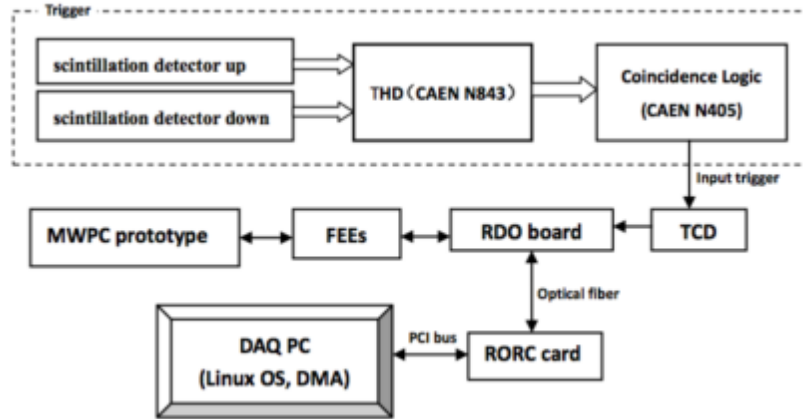 Trigger
scintillation detector up
scintillation detector down
THD（CAEN N843）
Coincidence Logic
(CAEN N405)
Input trigger
MWPC prototype
FEEs
RDO board
TCD
Optical fiber
DAQ PC
(Linux OS, DMA)
PCI bus
RORC card